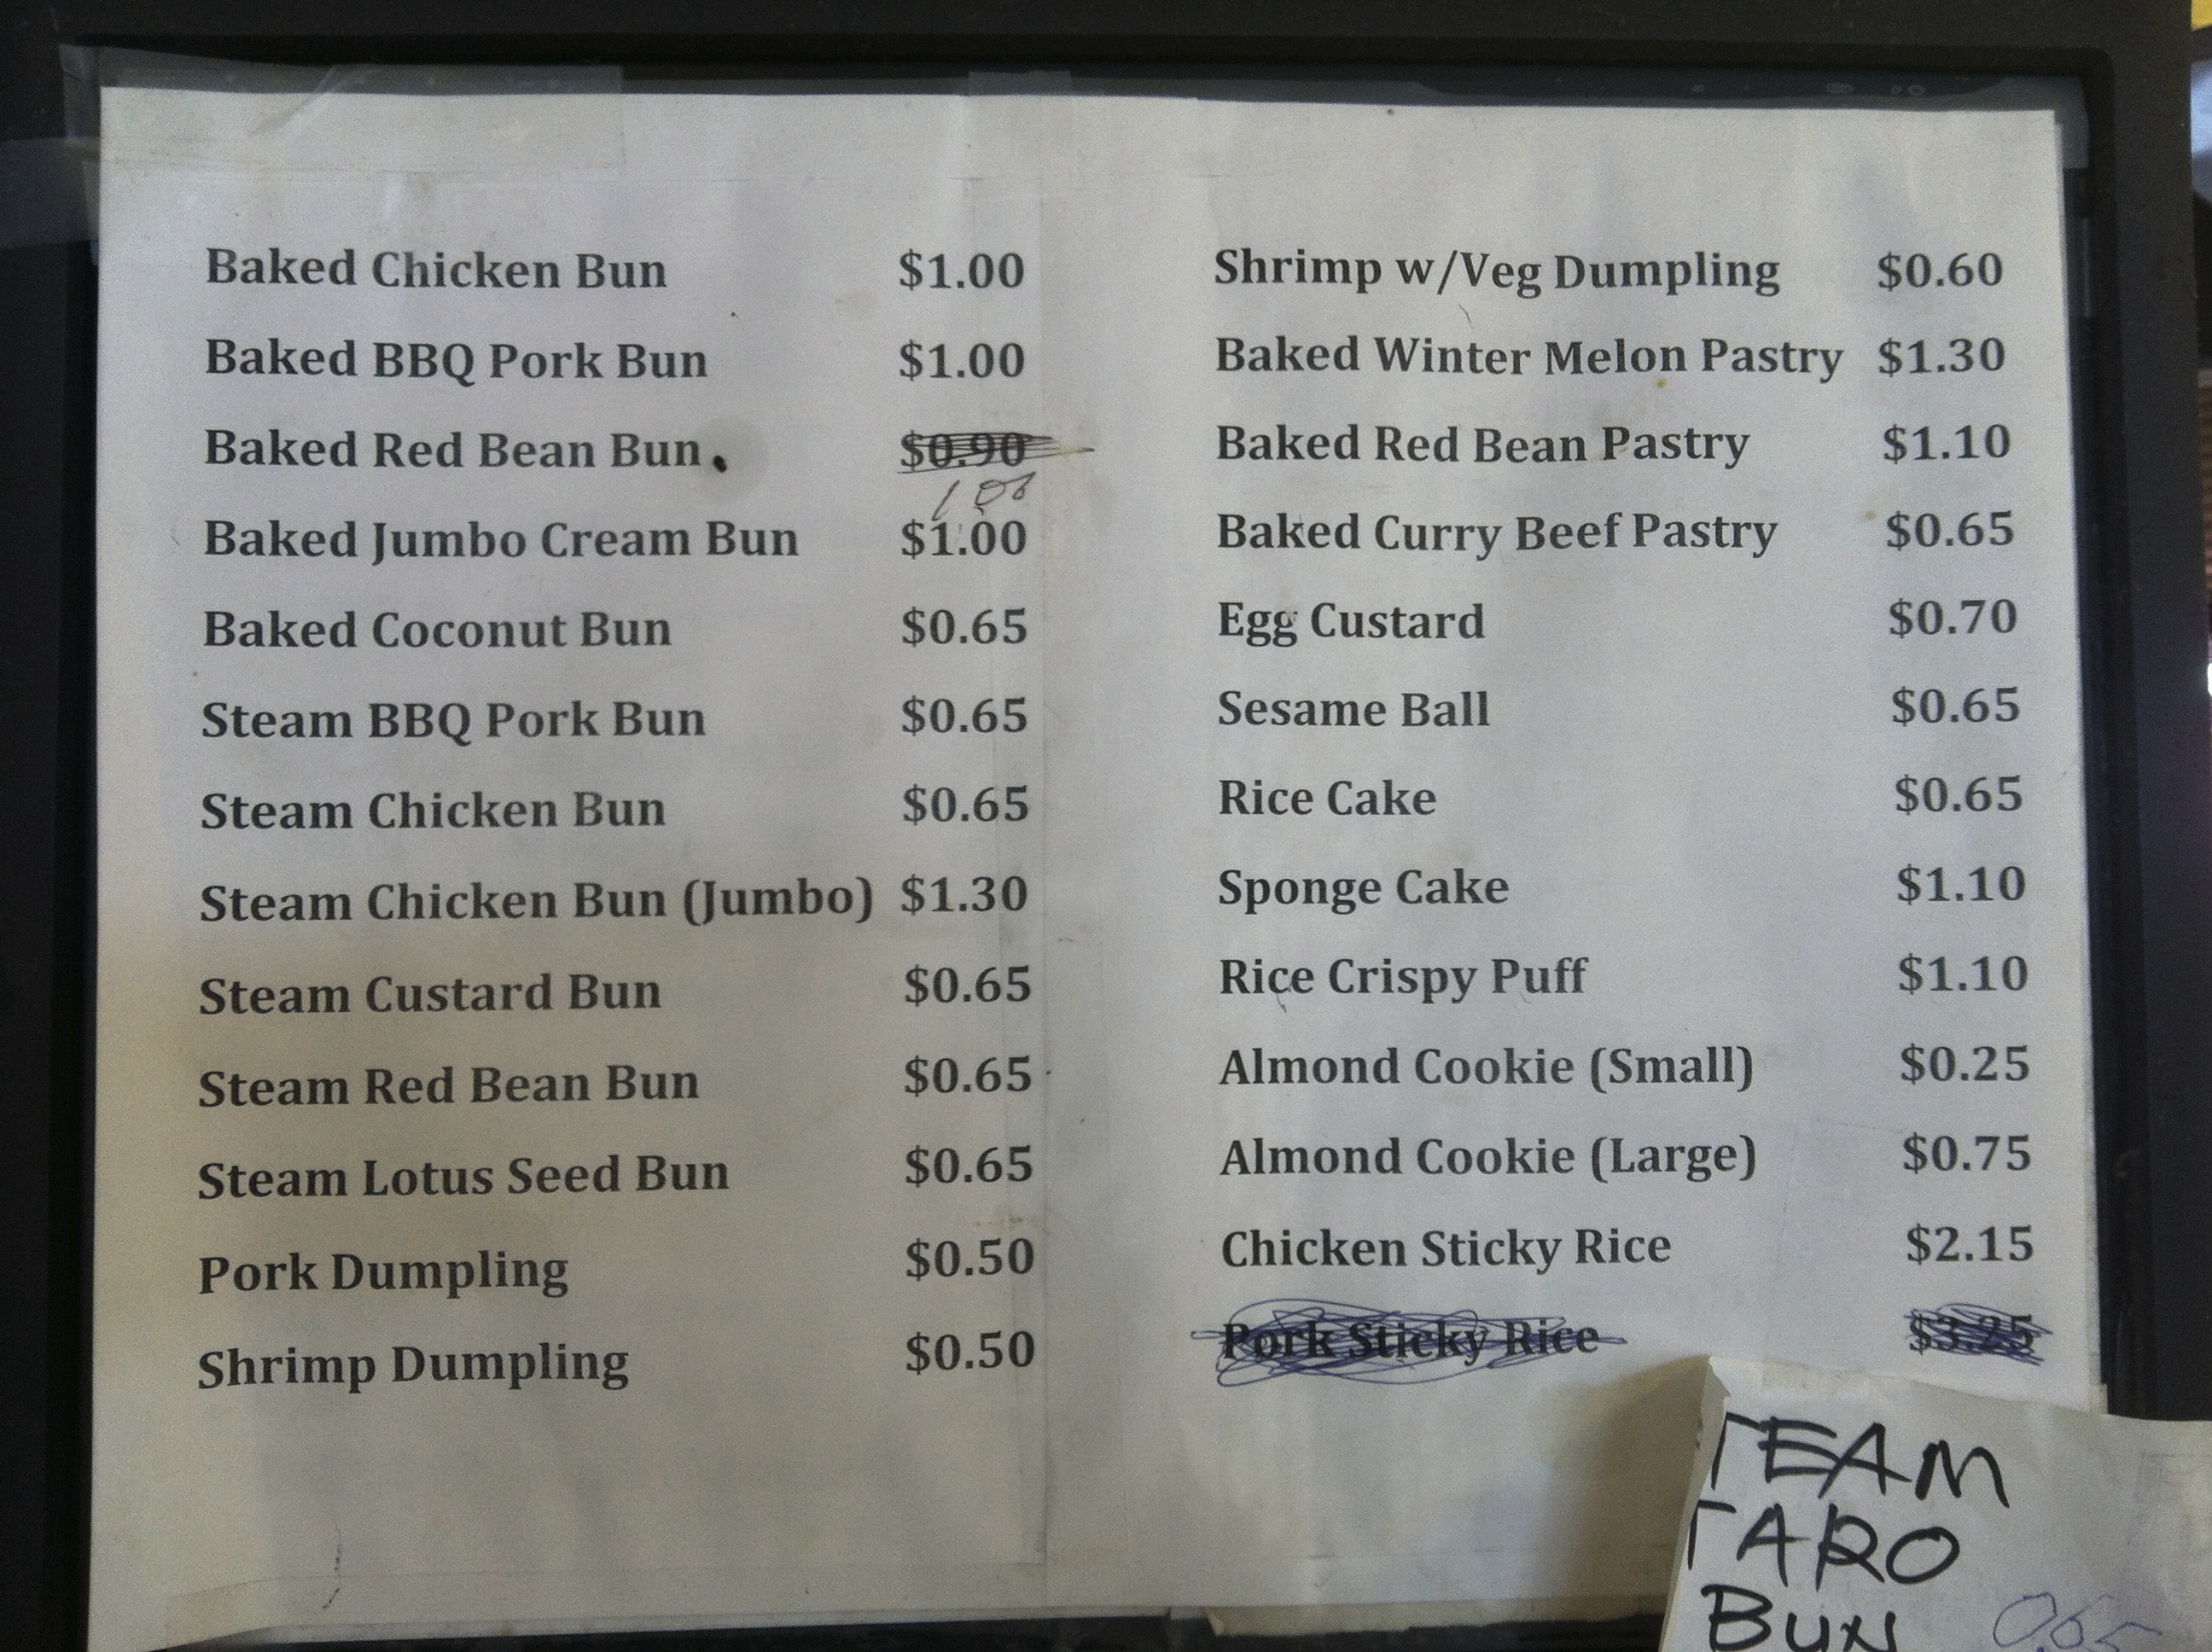 Baked Chicken Bun $1.00
Baked BBQ Pork Bun $1.00
Baked Red Bean Bun $0.90
1.00
Baked Jumbo Cream Bun $1.00
Baked Coconut Bun $0.65
Steam BBQ Pork Bun $0.65
Steam Chicken Bun $0.65
Steam Chicken Bun (Jumbo) $1.30
Steam Custard Bun $0.65
Steam Red Bean Bun $0.65
Steam Lotus Seed Bun $0.65
Pork Dumpling $0.50
Shrimp Dumpling $0.50
Shrimp w/Veg Dumpling $0.60
Baked Winter Melon Pastry $1.30
Baked Red Bean Pastry $1.10
Baked Curry Beef Pastry $0.65
Egg Custard $0.70
Sesame Ball $0.65
Rice Cake $0.65
Sponge Cake $1.10
Rice Crispy Puff $1.10
Almond Cookie (Small) $0.25
Almond Cookie (Large) $0.75
Chicken Sticky Rice $2.15
Pork Sticky Rice $3.25
TEAM
TARO
BUN 0.65